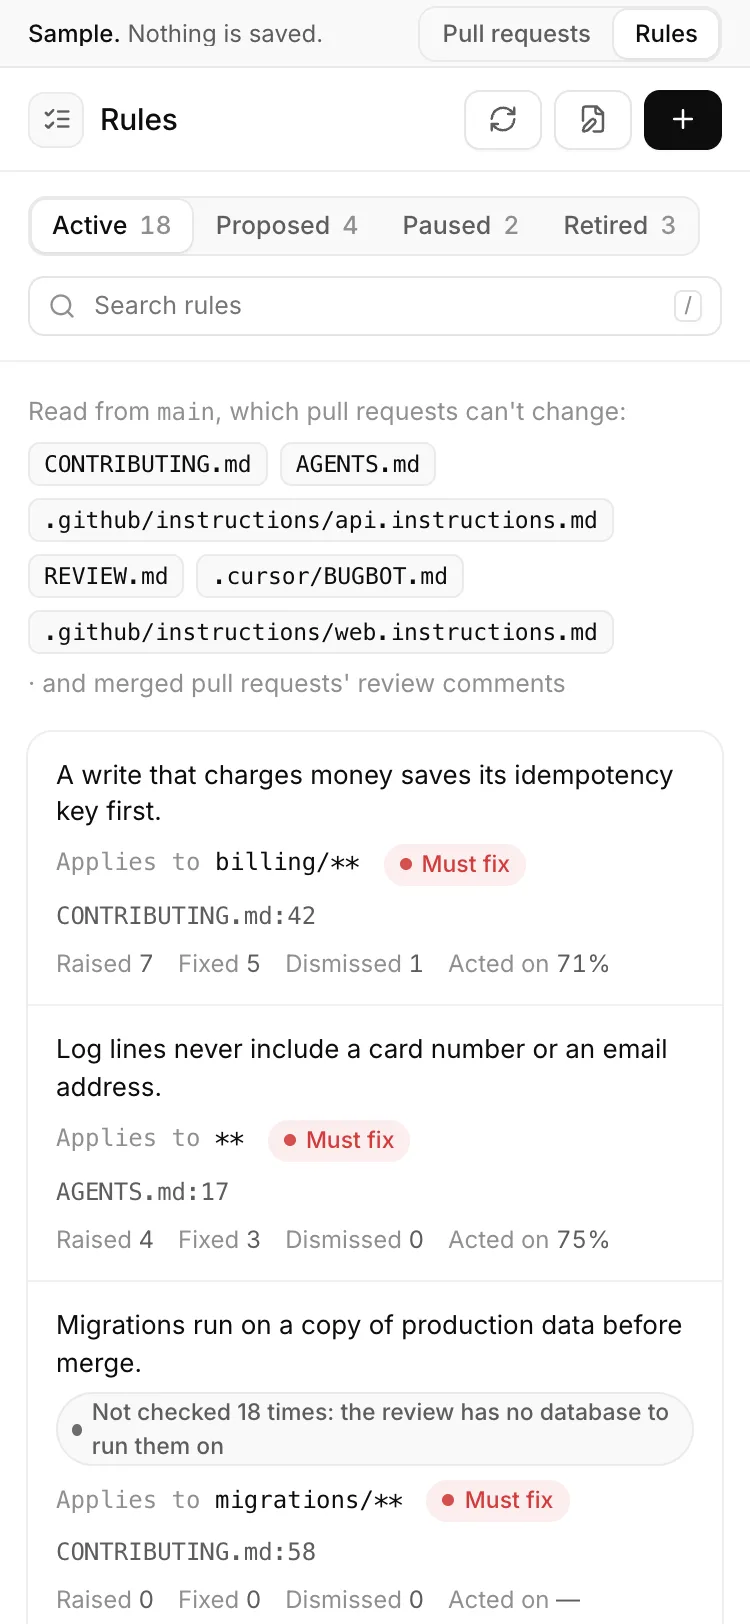 Sample. Nothing is saved. Pull requests Rules
Rules
Active 18 Proposed 4 Paused 2 Retired 3
Search rules /
Read from main, which pull requests can't change:
CONTRIBUTING.md AGENTS.md
.github/instructions/api.instructions.md
REVIEW.md .cursor/BUGBOT.md
.github/instructions/web.instructions.md
· and merged pull requests' review comments
A write that charges money saves its idempotency
key first.
Applies to billing/** Must fix
CONTRIBUTING.md:42
Raised 7 Fixed 5 Dismissed 1 Acted on 71%
Log lines never include a card number or an email
address.
Applies to ** Must fix
AGENTS.md:17
Raised 4 Fixed 3 Dismissed 0 Acted on 75%
Migrations run on a copy of production data before
merge.
Not checked 18 times: the review has no database to
run them on
Applies to migrations/** Must fix
CONTRIBUTING.md:58
Raised 0 Fixed 0 Dismissed 0 Acted on —